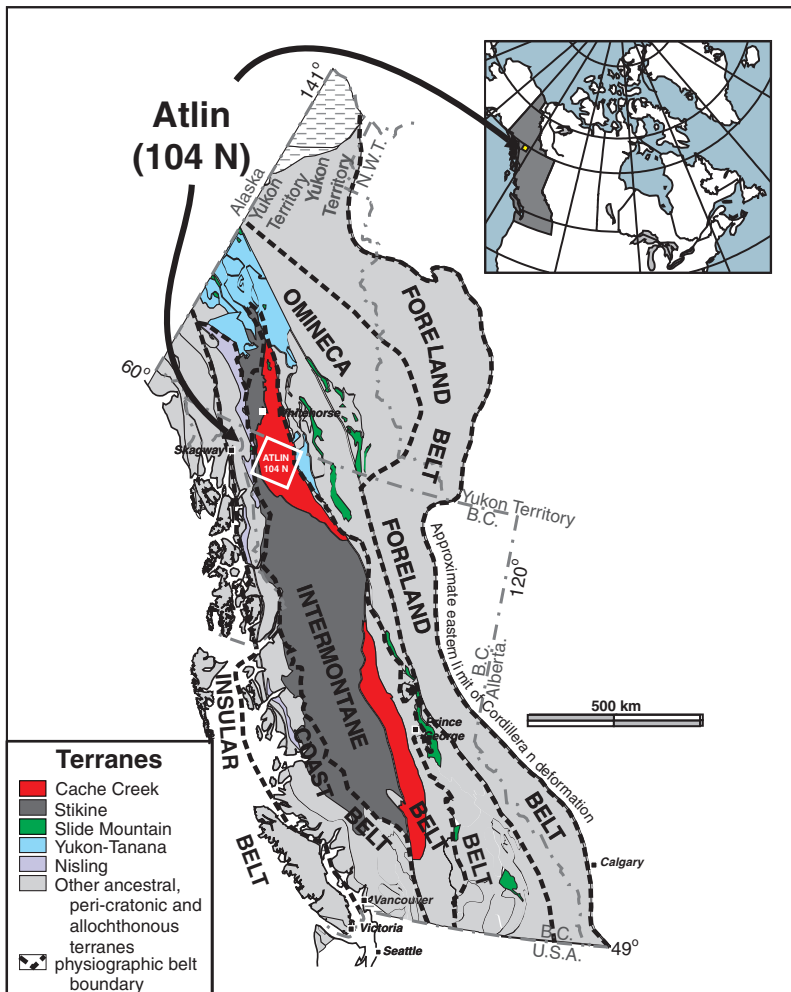 Atlin
(104 N)
141°
Alaska
Yukon
Territory
Yukon
Territory
N.W.T.
OMINECA
FORELAND
BELT
60°
Whitehorse
Skagway
ATLIN
104 N
Yukon Territory
B.C.
FORELAND
120°
Approximate eastern limit of Cordilleran deformation
INTERMONTANE
B.C.
Alberta.
500 km
INSULAR
Prince
George
COAST
BELT
BELT
BELT
BELT
BELT
Calgary
Vancouver
Victoria
Seattle
B.C.
U.S.A.
49°
Terranes
Cache Creek
Stikine
Slide Mountain
Yukon-Tanana
Nisling
Other ancestral,
peri-cratonic and
allochthonous
terranes
physiographic belt
boundary